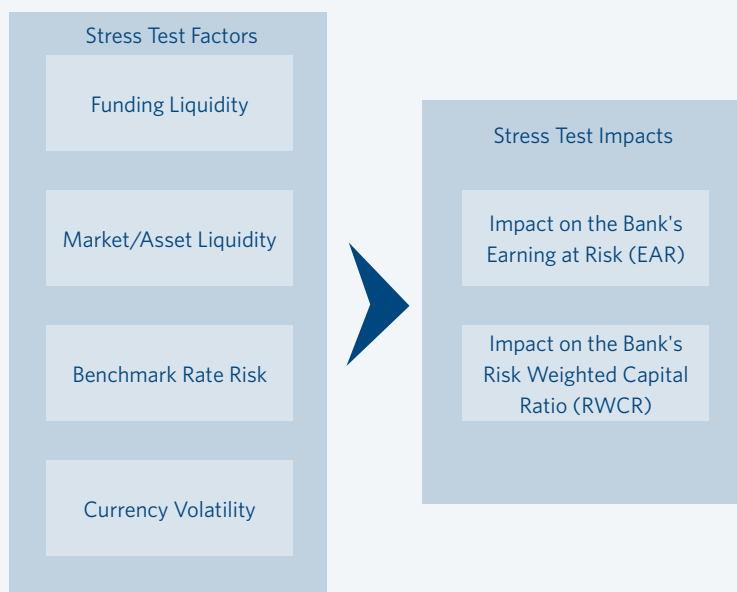 Stress Test Factors
Funding Liquidity
Market/Asset Liquidity
Benchmark Rate Risk
Currency Volatility
Stress Test Impacts
Impact on the Bank's
Earning at Risk (EAR)
Impact on the Bank's
Risk Weighted Capital
Ratio (RWCR)